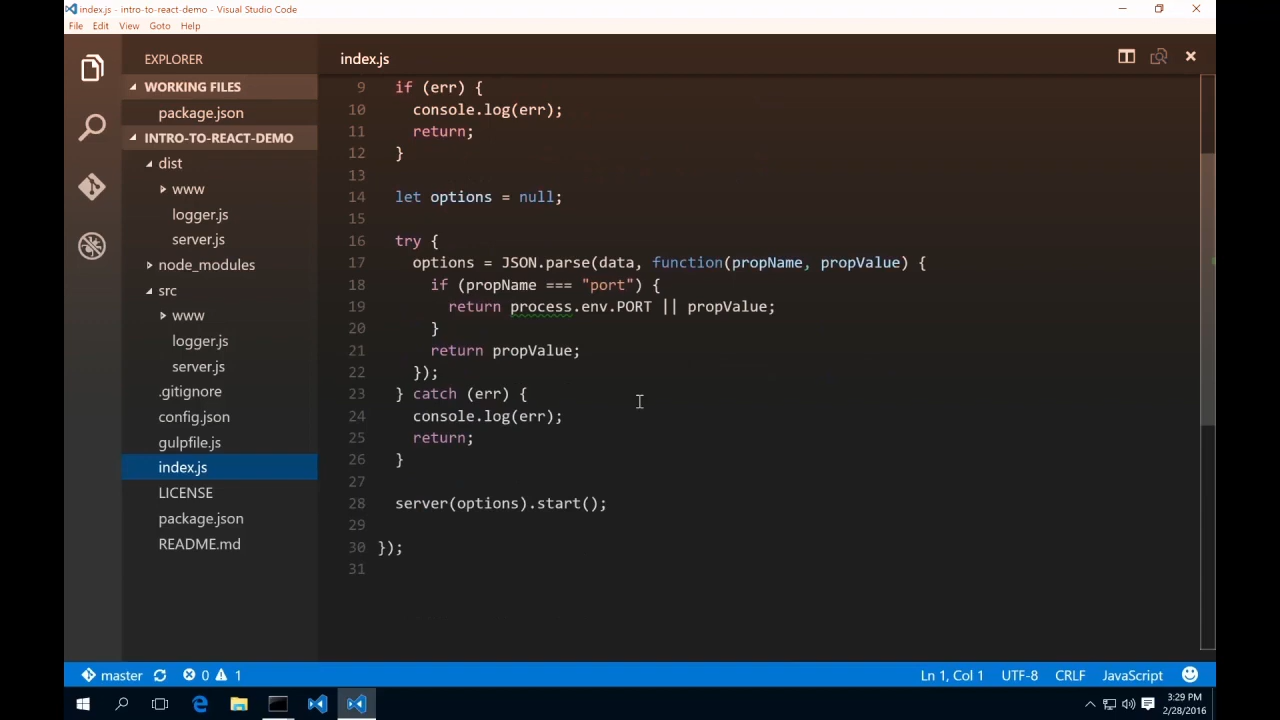 index.js - intro-to-react-demo - Visual Studio Code
File Edit View Goto Help
EXPLORER
WORKING FILES
package.json
INTRO-TO-REACT-DEMO
dist
www
logger.js
server.js
node_modules
src
www
logger.js
server.js
.gitignore
config.json
gulpfile.js
index.js
LICENSE
package.json
README.md
index.js
9 if (err) {
10 console.log(err);
11 return;
12 }
13
14 let options = null;
15
16 try {
17 options = JSON.parse(data, function(propName, propValue) {
18 if (propName === "port") {
19 return process.env.PORT || propValue;
20 }
21 return propValue;
22 });
23 } catch (err) {
24 console.log(err);
25 return;
26 }
27
28 server(options).start();
29
30 });
31
master 0 1 Ln 1, Col 1 UTF-8 CRLF JavaScript
3:29 PM
2/28/2016